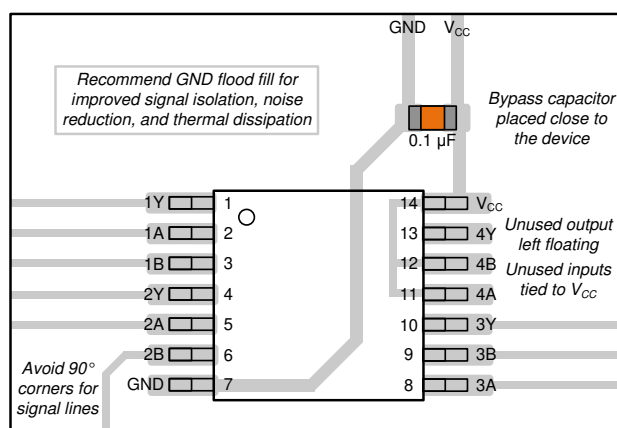 GND VCC
Recommend GND flood fill for
improved signal isolation, noise
reduction, and thermal dissipation
Bypass capacitor
placed close to
the device
0.1 µF
1Y 1 14 VCC
1A 2 13 4Y
1B 3 12 4B
2Y 4 11 4A
2A 5 10 3Y
2B 6 9 3B
GND 7 8 3A
Unused output
left floating
Unused inputs
tied to VCC
Avoid 90°
corners for
signal lines